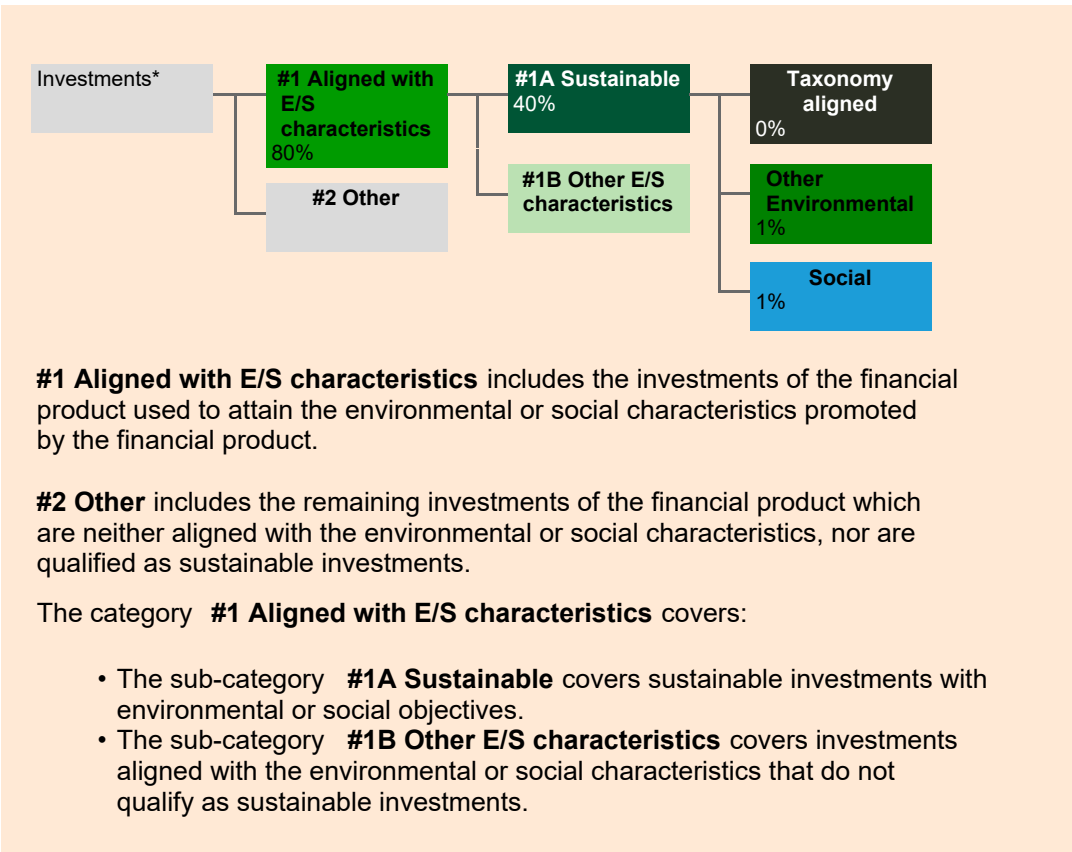 Investments*
#1 Aligned with
E/S
characteristics
80%
#2 Other
#1A Sustainable
40%
#1B Other E/S
characteristics
Taxonomy
aligned
0%
Other
Environmental
1%
Social
1%
#1 Aligned with E/S characteristics includes the investments of the financial
product used to attain the environmental or social characteristics promoted
by the financial product.
#2 Other includes the remaining investments of the financial product which
are neither aligned with the environmental or social characteristics, nor are
qualified as sustainable investments.
The category #1 Aligned with E/S characteristics covers:
• The sub-category #1A Sustainable covers sustainable investments with
environmental or social objectives.
• The sub-category #1B Other E/S characteristics covers investments
aligned with the environmental or social characteristics that do not
qualify as sustainable investments.